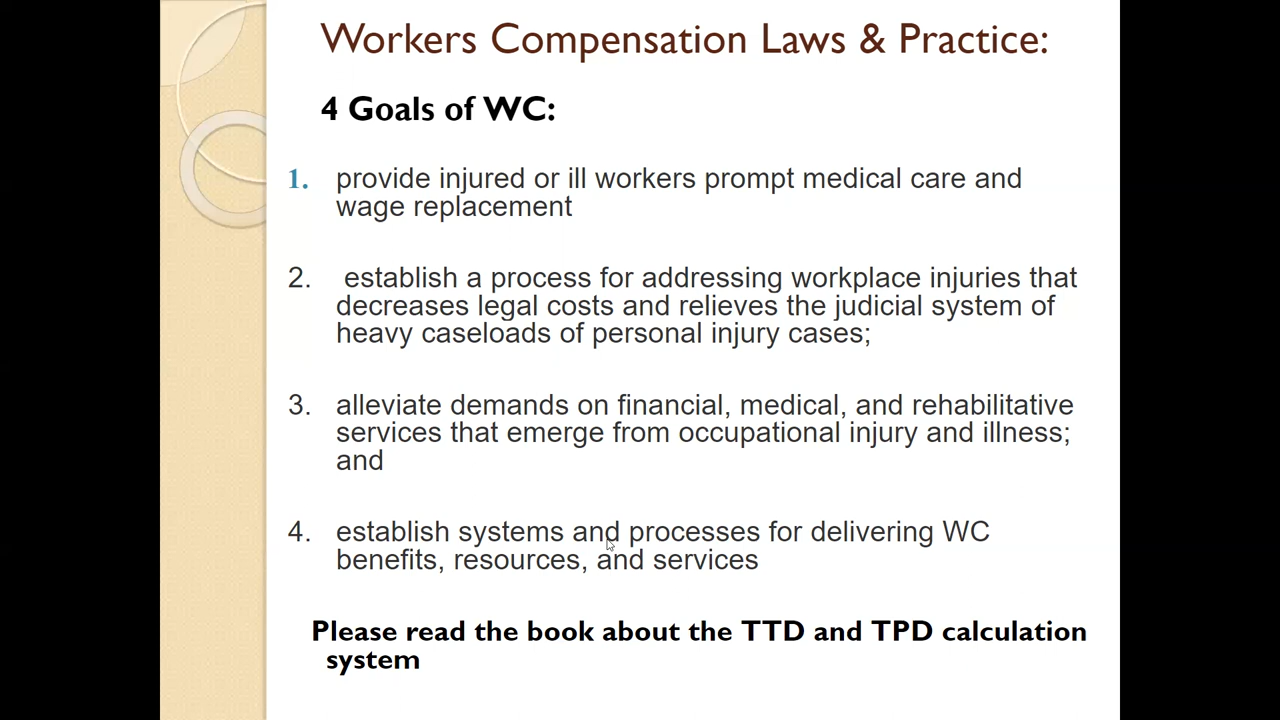 Workers Compensation Laws & Practice:
4 Goals of WC:
1. provide injured or ill workers prompt medical care and
wage replacement
2. establish a process for addressing workplace injuries that
decreases legal costs and relieves the judicial system of
heavy caseloads of personal injury cases;
3. alleviate demands on financial, medical, and rehabilitative
services that emerge from occupational injury and illness;
and
4. establish systems and processes for delivering WC
benefits, resources, and services
Please read the book about the TTD and TPD calculation
system